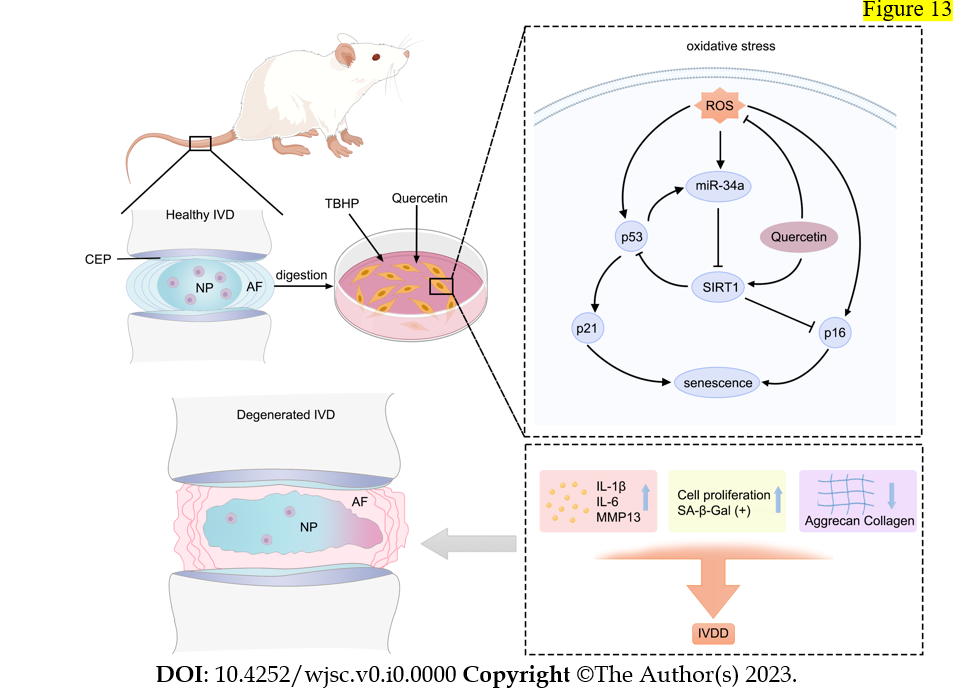 Figure 13
oxidative stress
ROS
miR-34a
p53
Quercetin
SIRT1
p21
p16
senescence
Healthy IVD
CEP
NP
AF
digestion
TBHP
Quercetin
Degenerated IVD
AF
NP
IL-1β
IL-6
MMP13
Cell proliferation
SA-β-Gal (+)
Aggrecan Collagen
IVDD
DOI: 10.4252/wjsc.v0.i0.0000 Copyright ©The Author(s) 2023.